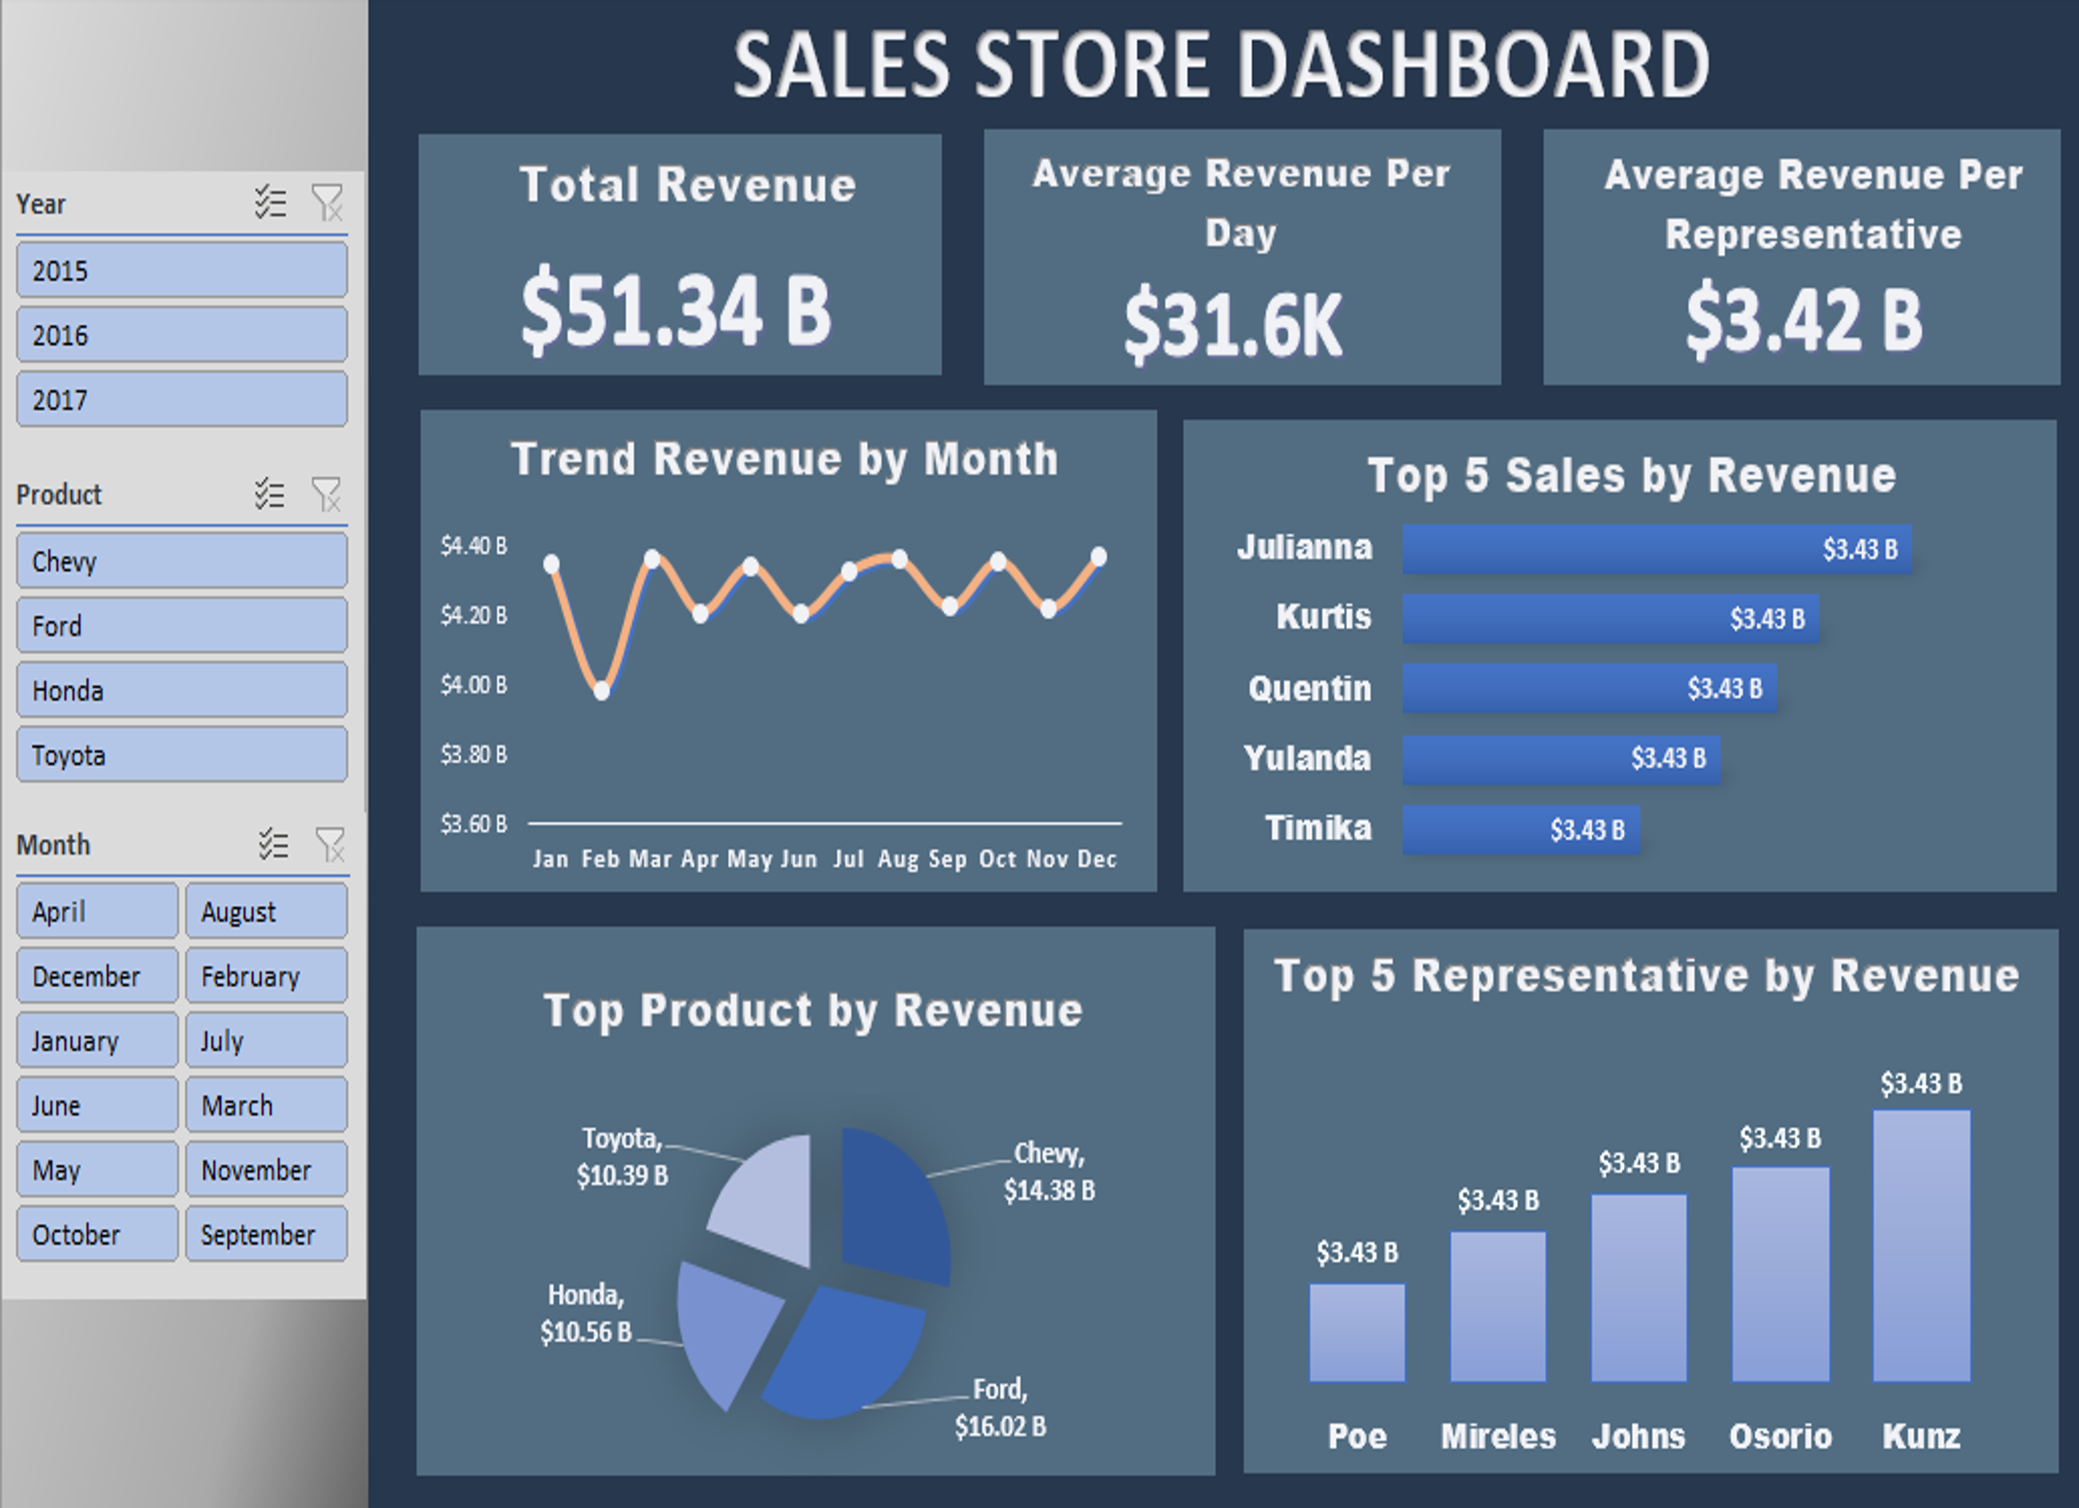 SALES STORE DASHBOARD
Year
2015
2016
2017
Product
Chevy
Ford
Honda
Toyota
Month
April
August
December
February
January
July
June
March
May
November
October
September
Total Revenue
$51.34 B
Average Revenue Per
Day
$31.6K
Average Revenue Per
Representative
$3.42 B
Trend Revenue by Month
$4.40 B
$4.20 B
$4.00 B
$3.80 B
$3.60 B
Jan Feb Mar Apr May Jun Jul Aug Sep Oct Nov Dec
Top 5 Sales by Revenue
Julianna $3.43 B
Kurtis $3.43 B
Quentin $3.43 B
Yulanda $3.43 B
Timika $3.43 B
Top Product by Revenue
Toyota,
$10.39 B
Chevy,
$14.38 B
Honda,
$10.56 B
Ford,
$16.02 B
Top 5 Representative by Revenue
$3.43 B
$3.43 B
$3.43 B
$3.43 B
$3.43 B
Poe Mireles Johns Osorio Kunz